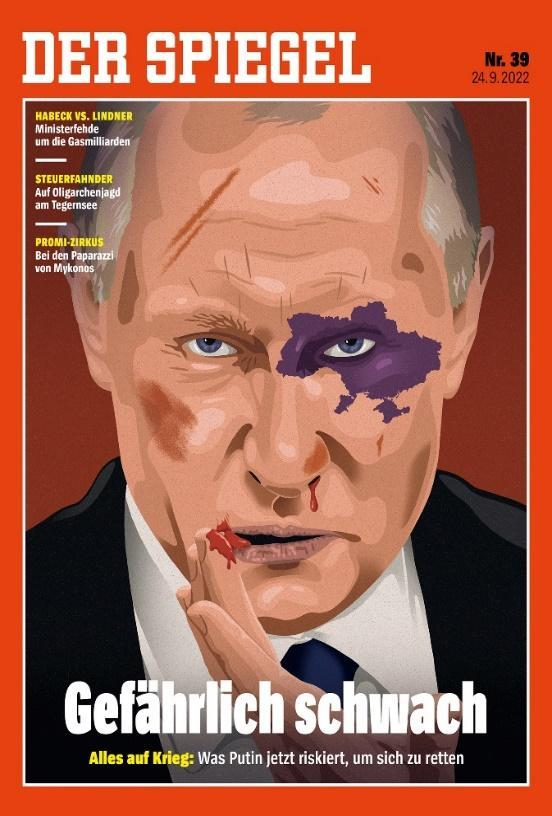 DER SPIEGEL
Nr. 39
24.9.2022
HABECK VS. LINDNER
Ministerfehde
um die Gasmilliarden
STEUERFAHNDER
Auf Oligarchenjagd
am Tegernsee
PROMI-ZIRKUS
Bei den Paparazzi
von Mykonos
Gefährlich schwach
Alles auf Krieg: Was Putin jetzt riskiert, um sich zu retten